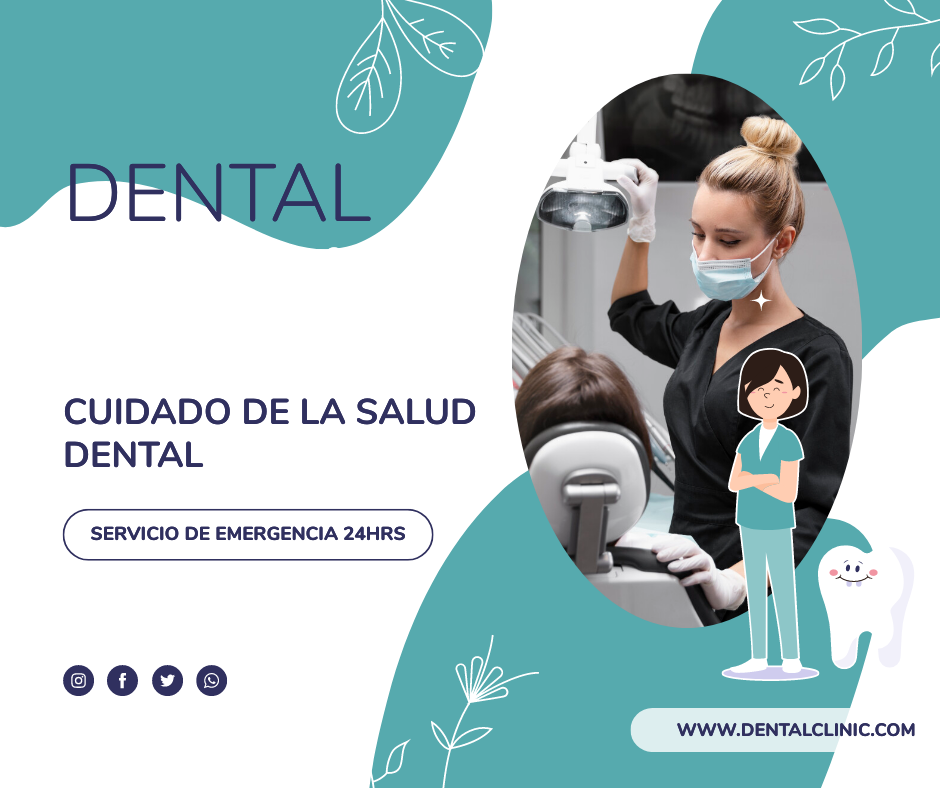 DENTAL
CUIDADO DE LA SALUD
DENTAL
SERVICIO DE EMERGENCIA 24HRS
WWW.DENTALCLINIC.COM